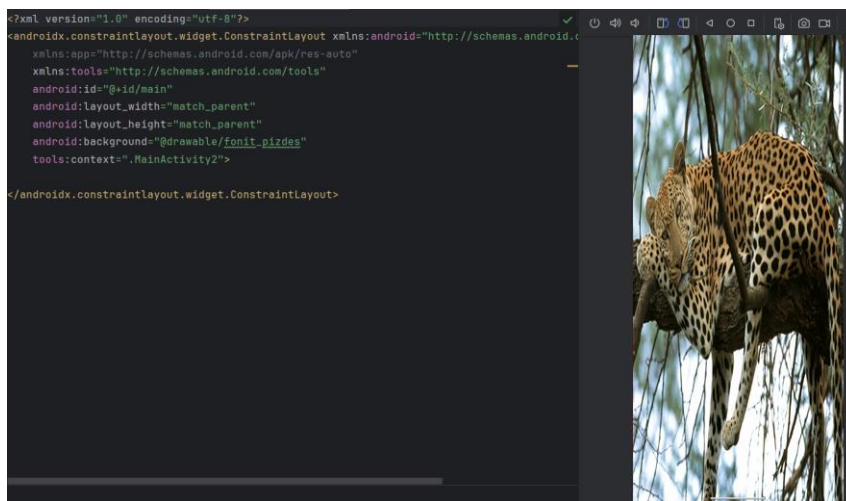 <?xml version="1.0" encoding="utf-8"?>
<androidx.constraintlayout.widget.ConstraintLayout xmlns:android="http://schemas.android.c
xmlns:app="http://schemas.android.com/apk/res-auto"
xmlns:tools="http://schemas.android.com/tools"
android:id="@+id/main"
android:layout_width="match_parent"
android:layout_height="match_parent"
android:background="@drawable/fonit_pizdes"
tools:context=".MainActivity2">
</androidx.constraintlayout.widget.ConstraintLayout>